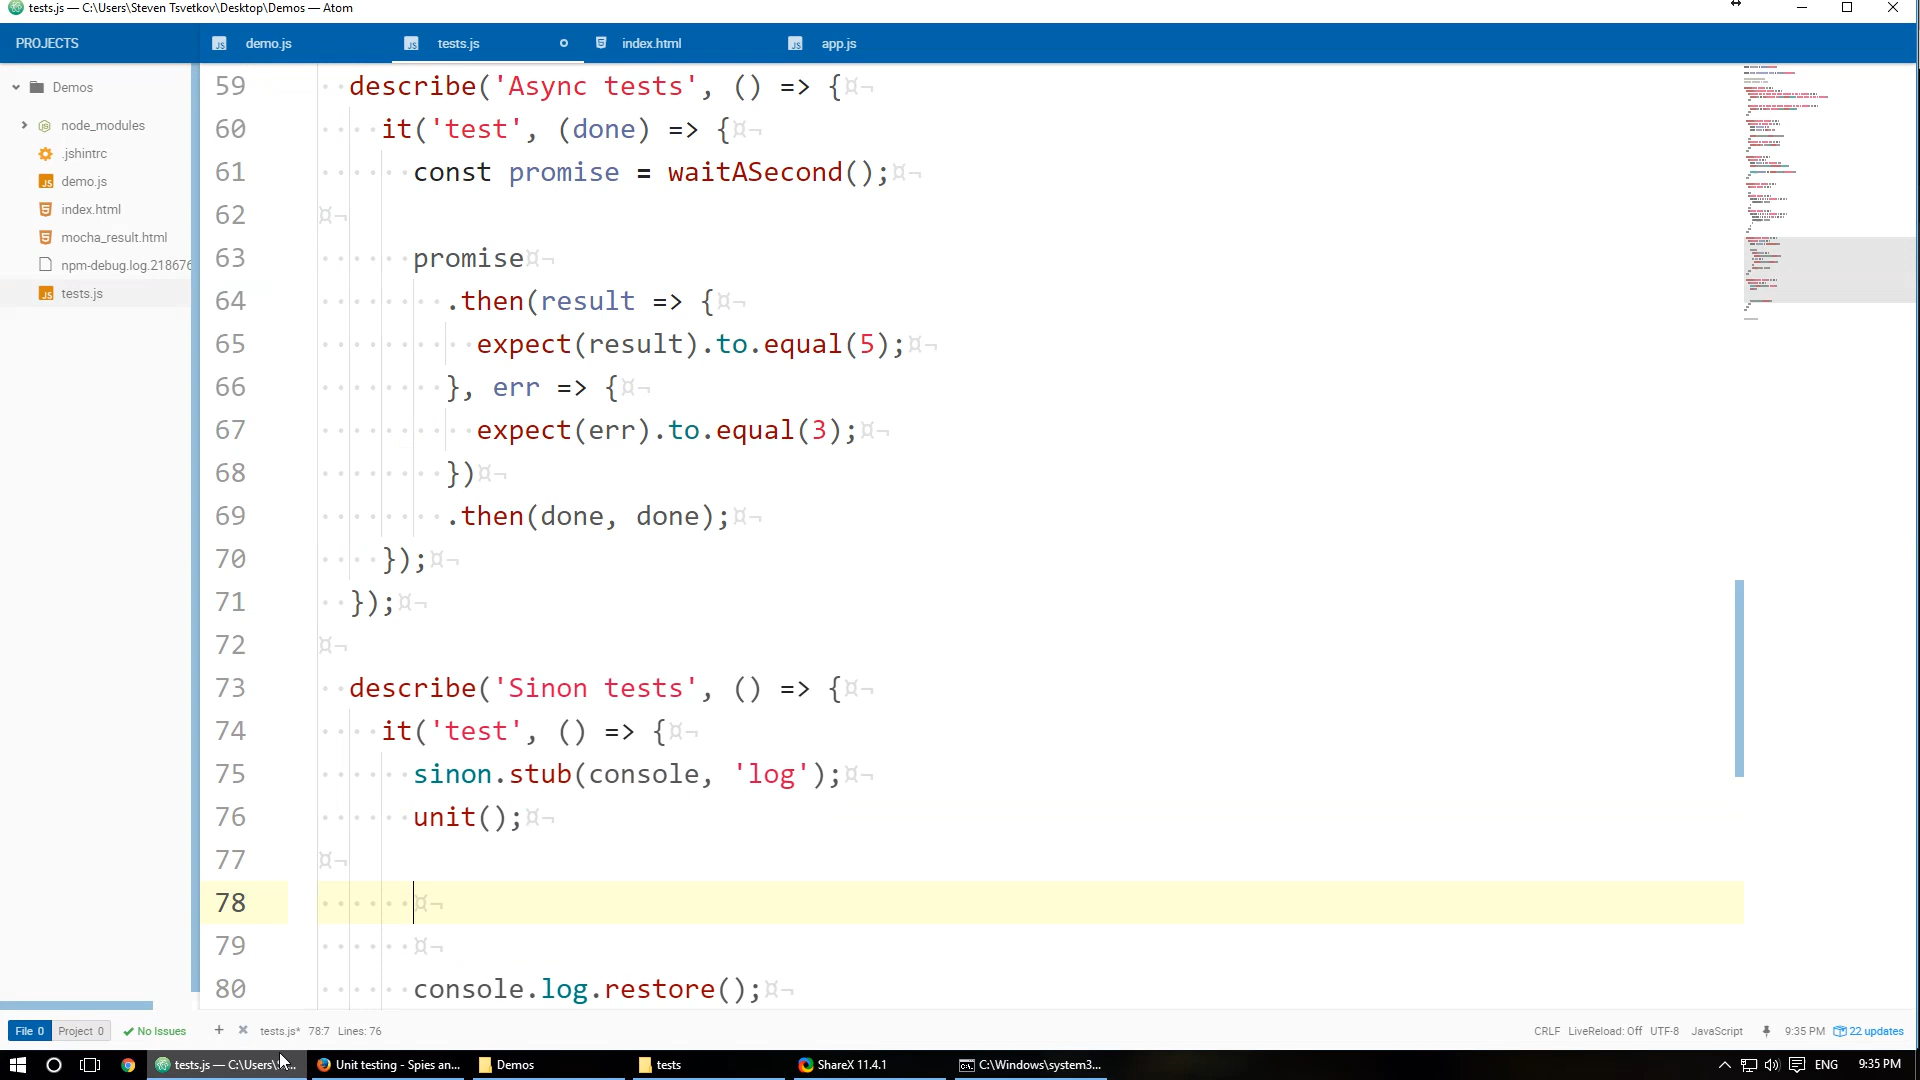 tests.js — C:\Users\Steven Tsvetkov\Desktop\Demos — Atom
PROJECTS
demo.js
tests.js
index.html
app.js
Demos
node_modules
.jshintrc
demo.js
index.html
mocha_result.html
npm-debug.log.218676
tests.js
59 describe('Async tests', () => {
60 it('test', (done) => {
61 const promise = waitASecond();
62
63 promise
64 .then(result => {
65 expect(result).to.equal(5);
66 }, err => {
67 expect(err).to.equal(3);
68 })
69 .then(done, done);
70 });
71 });
72
73 describe('Sinon tests', () => {
74 it('test', () => {
75 sinon.stub(console, 'log');
76 unit();
77
78
79
80 console.log.restore();
File 0 Project 0 No Issues + tests.js* 78:7 Lines: 76 CRLF LiveReload: Off UTF-8 JavaScript 9:35 PM 22 updates
tests.js — C:\Users\S... Unit testing - Spies an... Demos tests ShareX 11.4.1 C:\Windows\system3... ENG 9:35 PM